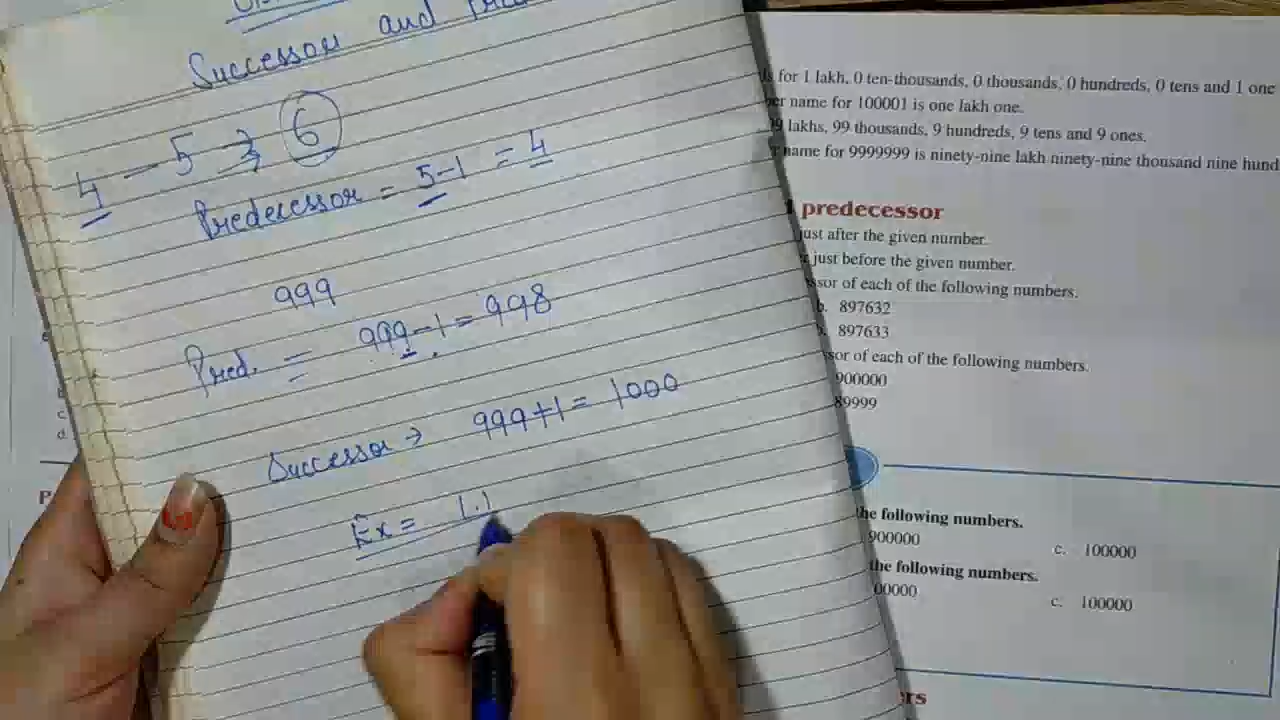 Successor and
4 - 5 → 6
Predecessor = 5-1 = 4
999
Pred. = 999-1 = 998
Successor → 999+1 = 1000
Ex = 1.1
for 1 lakh, 0 ten-thousands, 0 thousands, 0 hundreds, 0 tens and 1 one
name for 100001 is one lakh one.
lakhs, 99 thousands, 9 hundreds, 9 tens and 9 ones.
name for 9999999 is ninety-nine lakh ninety-nine thousand nine hund
predecessor
just after the given number.
just before the given number.
of each of the following numbers.
897632
897633
of each of the following numbers.
900000
89999
the following numbers.
900000 c. 100000
the following numbers.
00000 c. 100000
c.
d.
P
rs